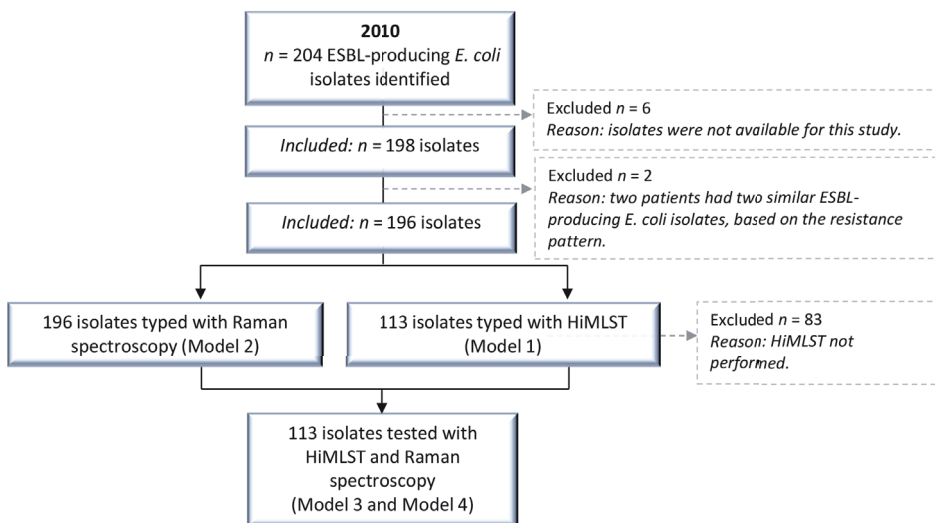 2010
n = 204 ESBL-producing E. coli
isolates identified
Excluded n = 6
Reason: isolates were not available for this study.
Included: n = 198 isolates
Excluded n = 2
Reason: two patients had two similar ESBL-
producing E. coli isolates, based on the resistance
pattern.
Included: n = 196 isolates
196 isolates typed with Raman
spectroscopy (Model 2)
113 isolates typed with HiMLST
(Model 1)
Excluded n = 83
Reason: HiMLST not
performed.
113 isolates tested with
HiMLST and Raman
spectroscopy
(Model 3 and Model 4)